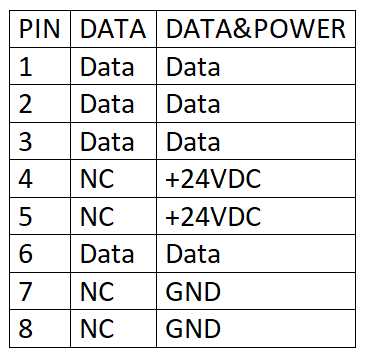 PIN DATA DATA&POWER
1 Data Data
2 Data Data
3 Data Data
4 NC +24VDC
5 NC +24VDC
6 Data Data
7 NC GND
8 NC GND